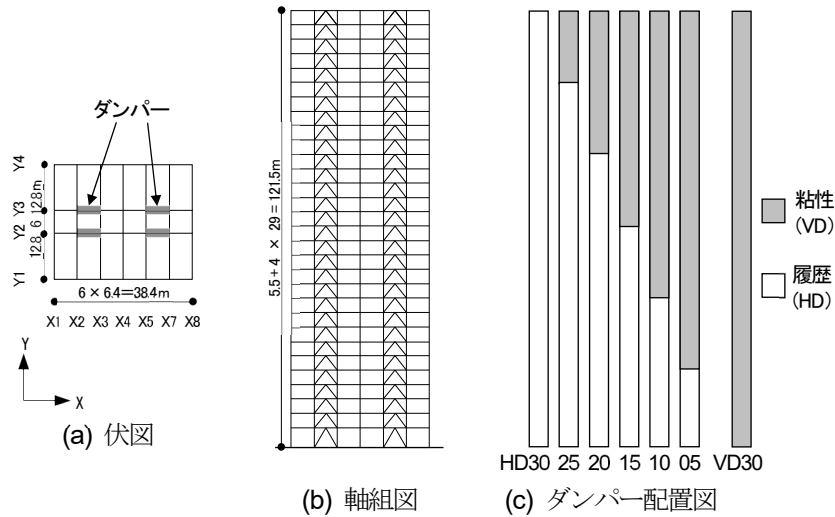 ダンパー
Y4
Y3
Y2
Y1
12.8 6 12.8m
6×6.4=38.4m
X1 X2 X3 X4 X5 X7 X8
Y
X
(a) 伏図
5.5+4 × 29=121.5m
(b) 軸組図
粘性
(VD)
履歴
(HD)
HD30 25 20 15 10 05 VD30
(c) ダンパー配置図